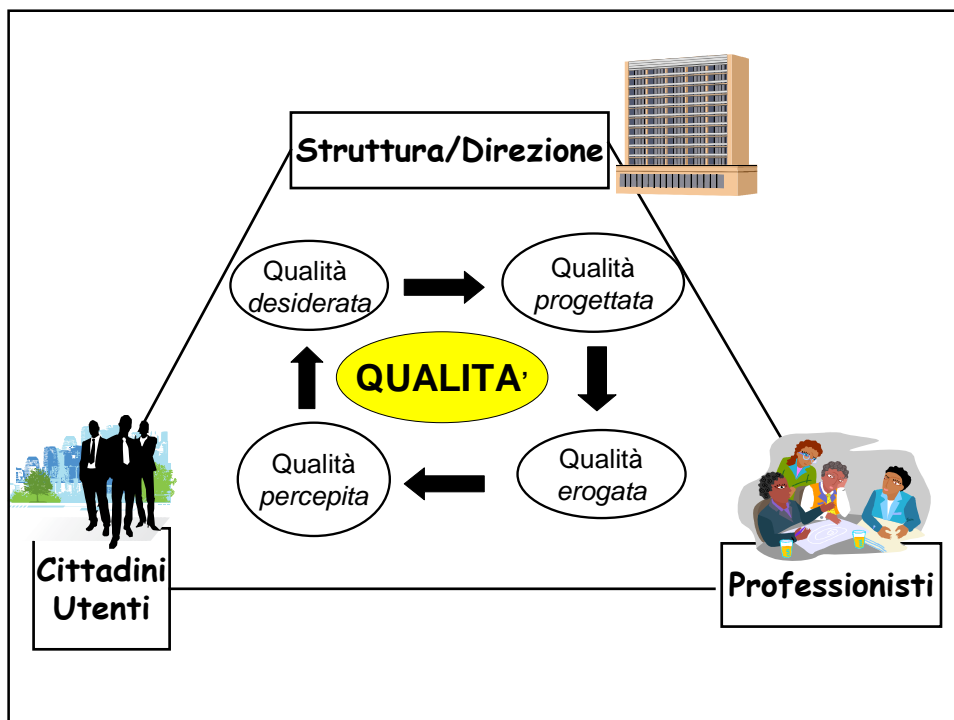 Struttura/Direzione
Qualità
desiderata
Qualità
progettata
QUALITA’
Qualità
percepita
Qualità
erogata
Cittadini
Utenti
Professionisti